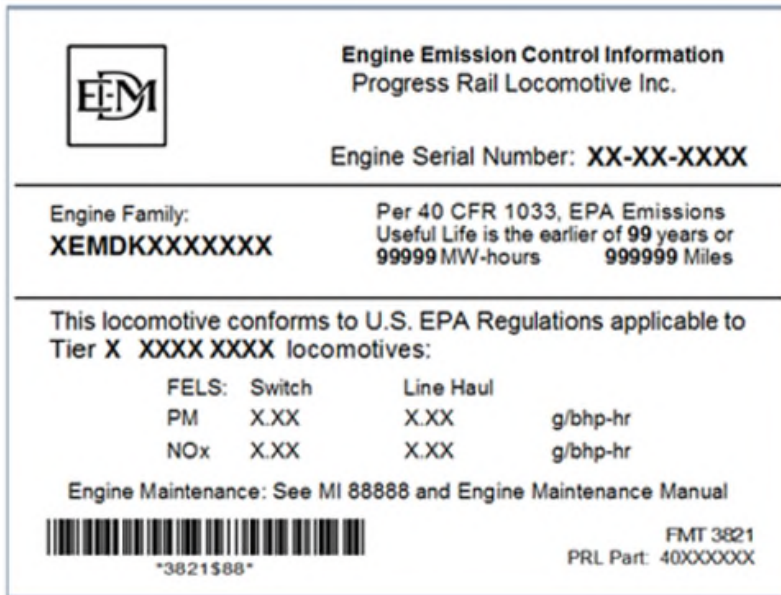 EMD
Engine Emission Control Information
Progress Rail Locomotive Inc.
Engine Serial Number: XX-XX-XXXX
Engine Family:
XEMDKXXXXXXX
Per 40 CFR 1033, EPA Emissions
Useful Life is the earlier of 99 years or
99999 MW-hours 999999 Miles
This locomotive conforms to U.S. EPA Regulations applicable to
Tier X XXXX XXXX locomotives:
FELS: Switch Line Haul
PM X.XX X.XX g/bhp-hr
NOx X.XX X.XX g/bhp-hr
Engine Maintenance: See MI 88888 and Engine Maintenance Manual
*3821$88*
FMT 3821
PRL Part: 40XXXXXX